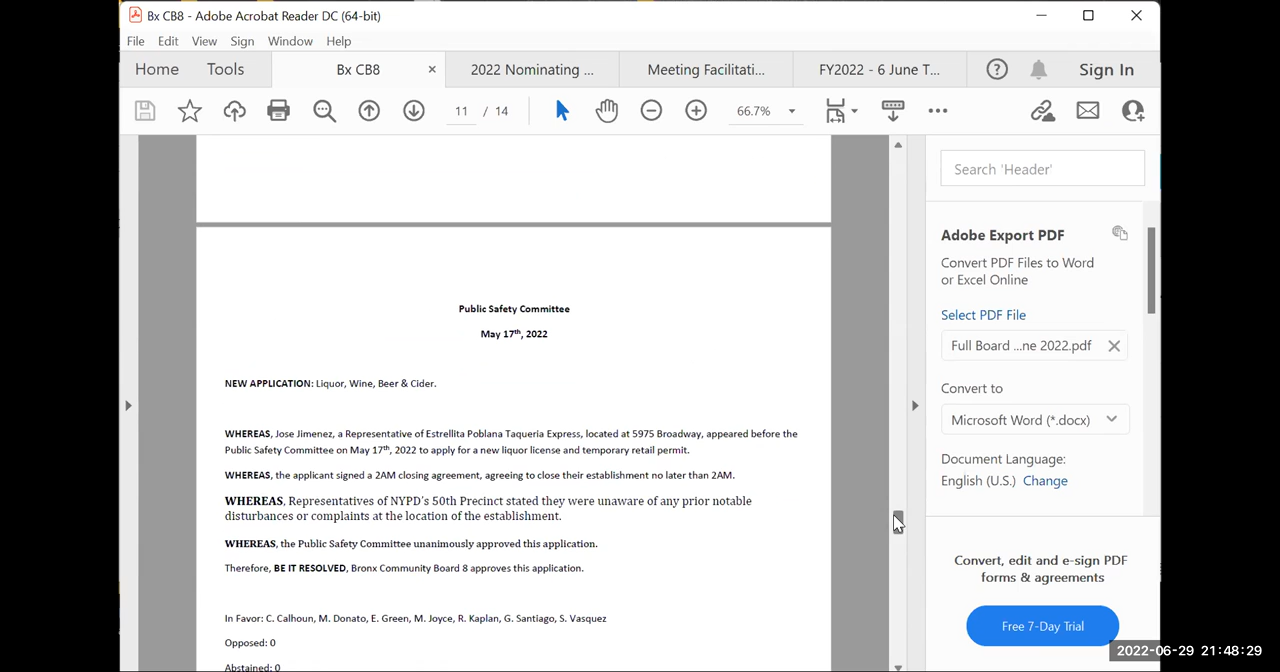 Bx CB8 - Adobe Acrobat Reader DC (64-bit)
File Edit View Sign Window Help
Home Tools Bx CB8 × 2022 Nominating ... Meeting Facilitati... FY2022 - 6 June T... Sign In
11 / 14 66.7%
Search 'Header'
Adobe Export PDF
Convert PDF Files to Word
or Excel Online
Select PDF File
Full Board ...ne 2022.pdf
Convert to
Microsoft Word (*.docx)
Document Language:
English (U.S.) Change
Convert, edit and e-sign PDF
forms & agreements
Free 7-Day Trial
Public Safety Committee
May 17th, 2022
NEW APPLICATION: Liquor, Wine, Beer & Cider.
WHEREAS, Jose Jimenez, a Representative of Estrellita Poblana Taqueria Express, located at 5975 Broadway, appeared before the
Public Safety Committee on May 17th, 2022 to apply for a new liquor license and temporary retail permit.
WHEREAS, the applicant signed a 2AM closing agreement, agreeing to close their establishment no later than 2AM.
WHEREAS, Representatives of NYPD's 50th Precinct stated they were unaware of any prior notable
disturbances or complaints at the location of the establishment.
WHEREAS, the Public Safety Committee unanimously approved this application.
Therefore, BE IT RESOLVED, Bronx Community Board 8 approves this application.
In Favor: C. Calhoun, M. Donato, E. Green, M. Joyce, R. Kaplan, G. Santiago, S. Vasquez
Opposed: 0
Abstained: 0
2022-06-29 21:48:29